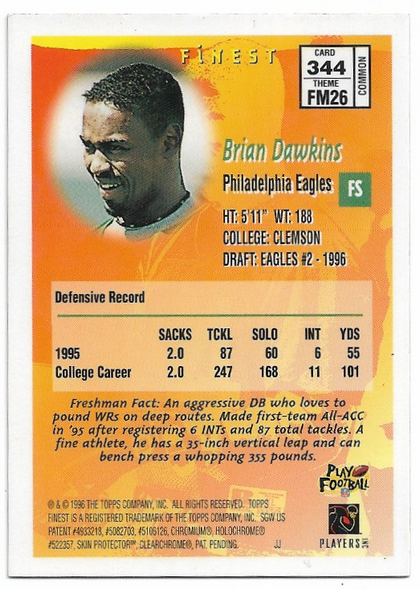 FINEST
CARD
344
THEME
FM26
COMMON
Brian Dawkins
Philadelphia Eagles FS
HT: 5'11" WT: 188
COLLEGE: CLEMSON
DRAFT: EAGLES #2 - 1996
Defensive Record
SACKS TCKL SOLO INT YDS
1995 2.0 87 60 6 55
College Career 2.0 247 168 11 101
Freshman Fact: An aggressive DB who loves to
pound WRs on deep routes. Made first-team All-ACC
in '95 after registering 6 INTs and 87 total tackles. A
fine athlete, he has a 35-inch vertical leap and can
bench press a whopping 355 pounds.
PLAY
FOOTBALL
® & © 1996 THE TOPPS COMPANY, INC. ALL RIGHTS RESERVED. TOPPS
FINEST IS A REGISTERED TRADEMARK OF THE TOPPS COMPANY, INC. SGW US
PATENT #4933218, #5082703, #5106126, CHROMIUM®, HOLOCHROME®
#522357, SKIN PROTECTOR™, CLEARCHROME®, PAT. PENDING.
JJ
PLAYERS INC